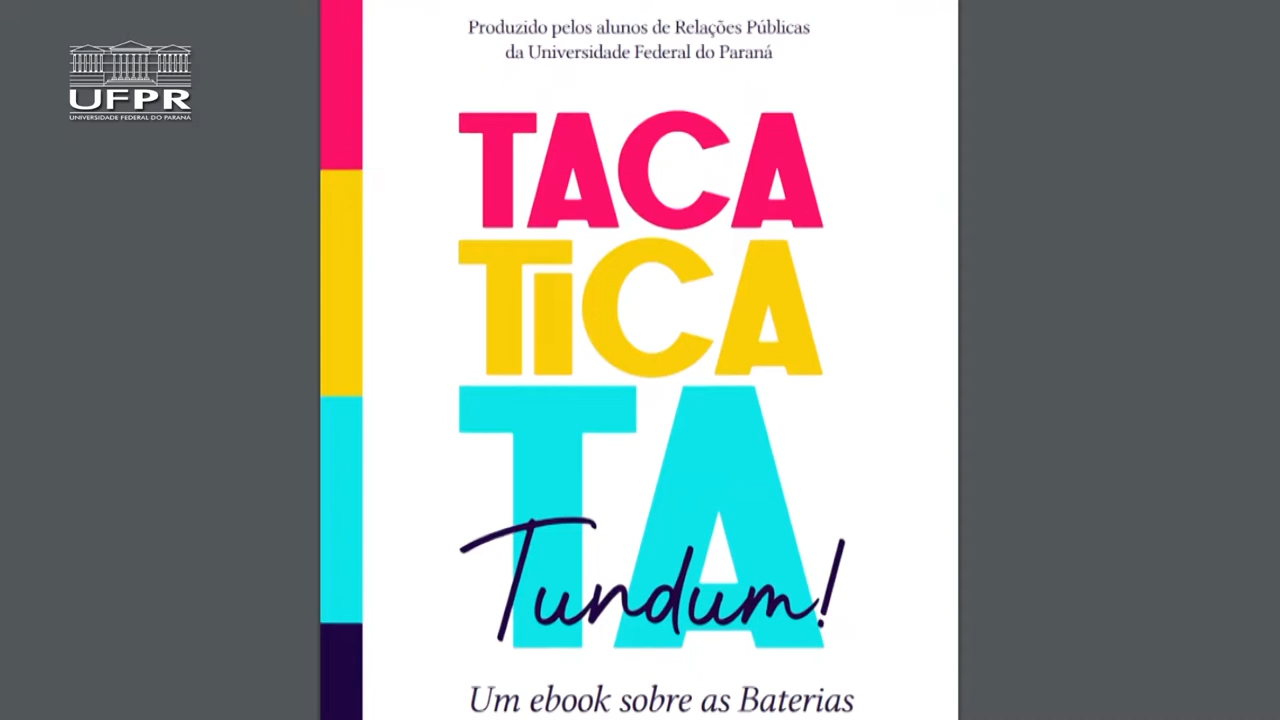 UFPR
UNIVERSIDADE FEDERAL DO PARANÁ
Produzido pelos alunos de Relações Públicas
da Universidade Federal do Paraná
TACA
TiCA
TA
Tundum!
Um ebook sobre as Baterias